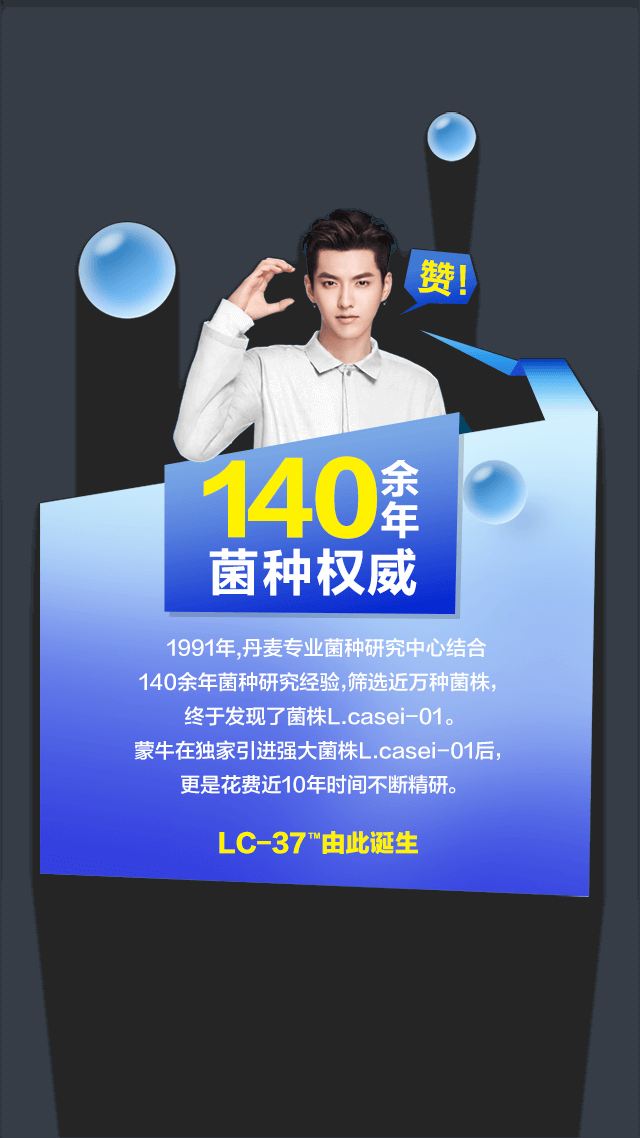 赞!
140余年
菌种权威
1991年,丹麦专业菌种研究中心结合
140余年菌种研究经验,筛选近万种菌株,
终于发现了菌株L.casei-01。
蒙牛在独家引进强大菌株L.casei-01后,
更是花费近10年时间不断精研。
LC-37™由此诞生